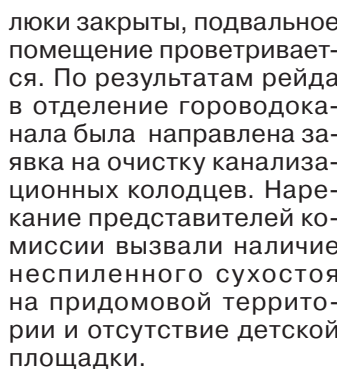 люки закрыты, подвальное
помещение проветривает-
ся. По результатам рейда
в отделение гороводока-
нала была направлена за-
явка на очистку канализа-
ционных колодцев. Наре-
кание представителей ко-
миссии вызвали наличие
неспиленного сухостоя
на придомовой террито-
рии и отсутствие детской
площадки.